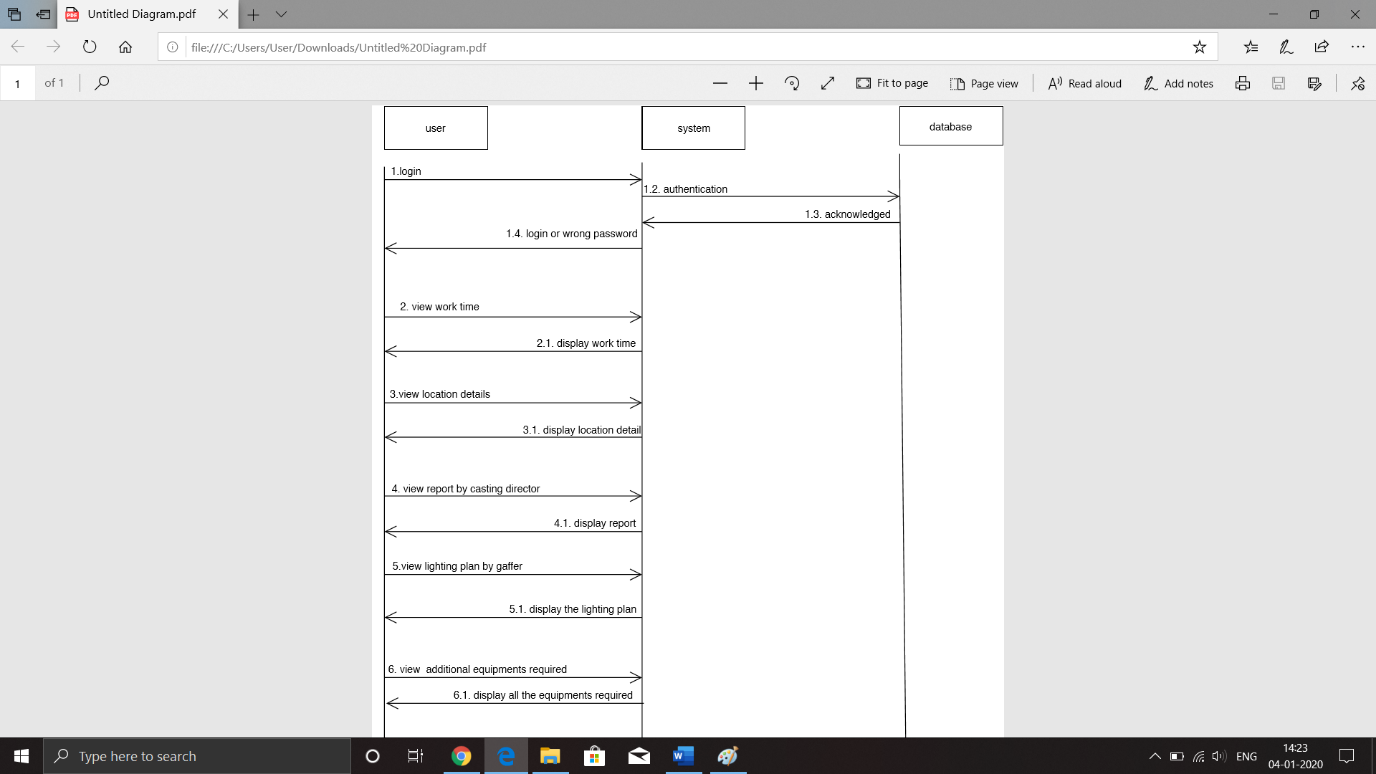 Untitled Diagram.pdf
file:///C:/Users/User/Downloads/Untitled%20Diagram.pdf
1 of 1
Fit to page
Page view
Read aloud
Add notes
user
system
database
1.login
1.2. authentication
1.3. acknowledged
1.4. login or wrong password
2. view work time
2.1. display work time
3.view location details
3.1. display location detail
4. view report by casting director
4.1. display report
5.view lighting plan by gaffer
5.1. display the lighting plan
6. view  additional equipments required
6.1. display all the equipments required
Type here to search
ENG
14:23
04-01-2020